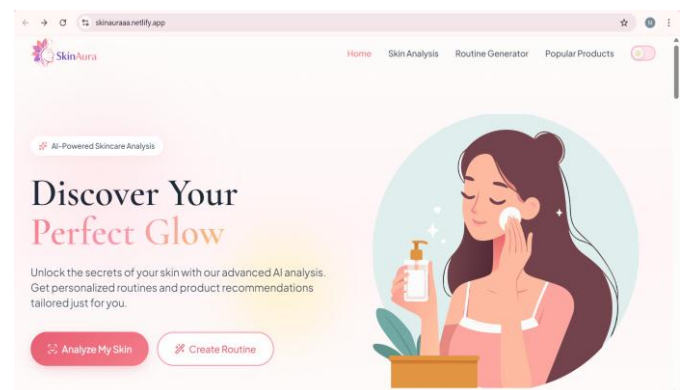 skinauraaa.netlify.app
SkinAura
Home Skin Analysis Routine Generator Popular Products
AI-Powered Skincare Analysis
Discover Your
Perfect Glow
Unlock the secrets of your skin with our advanced AI analysis.
Get personalized routines and product recommendations
tailored just for you.
Analyze My Skin Create Routine